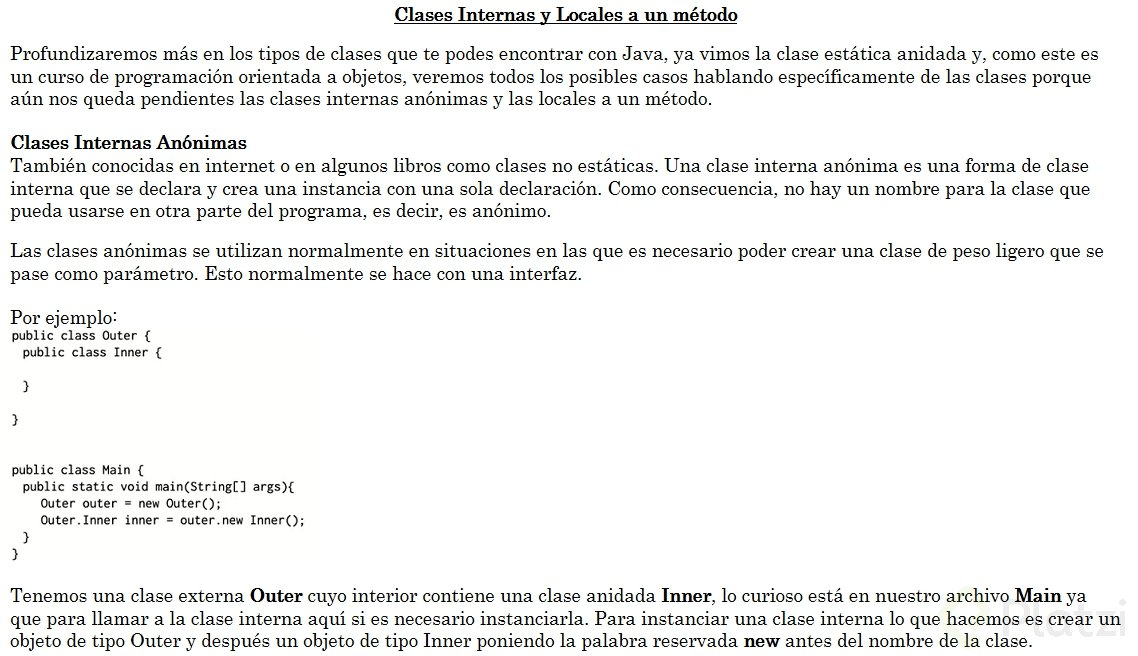 Clases Internas y Locales a un método
Profundizaremos más en los tipos de clases que te podes encontrar con Java, ya vimos la clase estática anidada y, como este es
un curso de programación orientada a objetos, veremos todos los posibles casos hablando específicamente de las clases porque
aún nos queda pendientes las clases internas anónimas y las locales a un método.
Clases Internas Anónimas
También conocidas en internet o en algunos libros como clases no estáticas. Una clase interna anónima es una forma de clase
interna que se declara y crea una instancia con una sola declaración. Como consecuencia, no hay un nombre para la clase que
pueda usarse en otra parte del programa, es decir, es anónimo.
Las clases anónimas se utilizan normalmente en situaciones en las que es necesario poder crear una clase de peso ligero que se
pase como parámetro. Esto normalmente se hace con una interfaz.
Por ejemplo:
public class Outer {
public class Inner {
}
}
public class Main {
public static void main(String[] args){
Outer outer = new Outer();
Outer.Inner inner = outer.new Inner();
}
}
Tenemos una clase externa Outer cuyo interior contiene una clase anidada Inner, lo curioso está en nuestro archivo Main ya
que para llamar a la clase interna aquí si es necesario instanciarla. Para instanciar una clase interna lo que hacemos es crear un
objeto de tipo Outer y después un objeto de tipo Inner poniendo la palabra reservada new antes del nombre de la clase.
Platzi